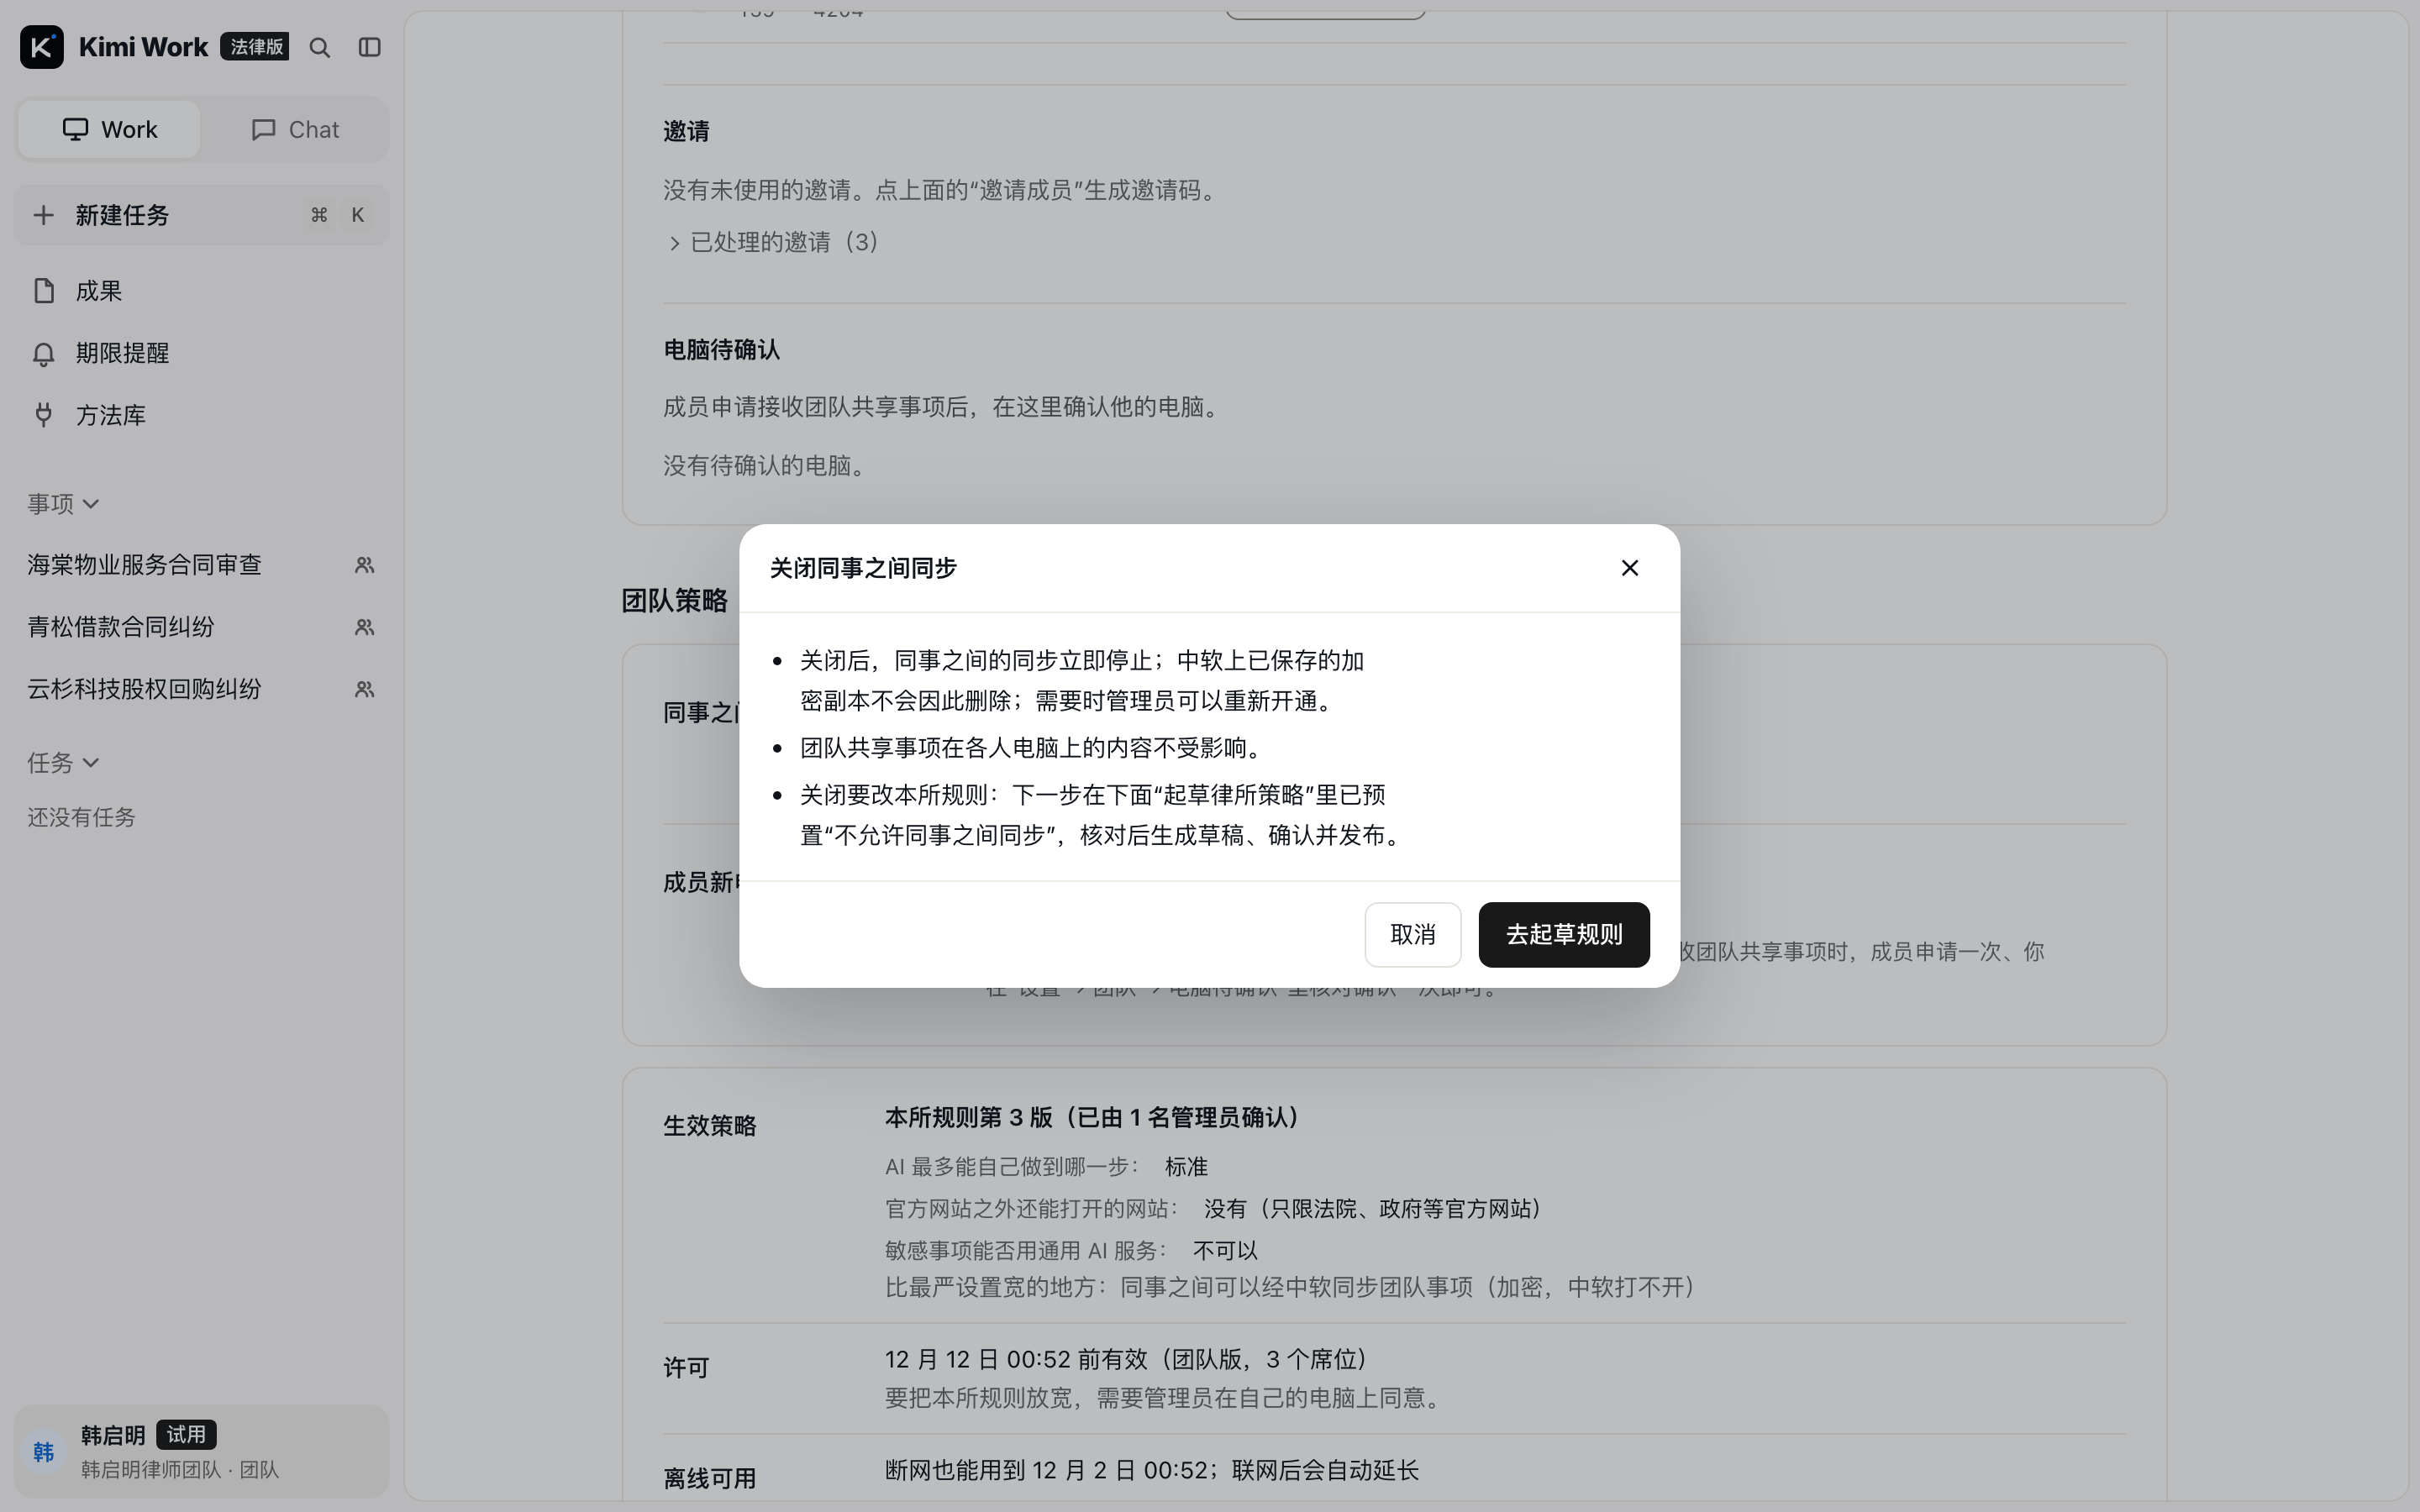 Kimi Work 法律版
Work
Chat
新建任务 ⌘ K
成果
期限提醒
方法库
事项
海棠物业服务合同审查
青松借款合同纠纷
云杉科技股权回购纠纷
任务
还没有任务
韩
韩启明 试用
韩启明律师团队 · 团队
邀请
没有未使用的邀请。点上面的“邀请成员”生成邀请码。
已处理的邀请（3）
电脑待确认
成员申请接收团队共享事项后，在这里确认他的电脑。
没有待确认的电脑。
团队策略
同事之
关闭同事之间同步
关闭后，同事之间的同步立即停止；中软上已保存的加
密副本不会因此删除；需要时管理员可以重新开通。
团队共享事项在各人电脑上的内容不受影响。
关闭要改本所规则：下一步在下面“起草律所策略”里已预
置“不允许同事之间同步”，核对后生成草稿、确认并发布。
取消
去起草规则
成员新
团队共享事项时，成员申请一次、你
生效策略
本所规则第 3 版（已由 1 名管理员确认）
AI 最多能自己做到哪一步： 标准
官方网站之外还能打开的网站： 没有（只限法院、政府等官方网站）
敏感事项能否用通用 AI 服务： 不可以
比最严设置宽的地方：同事之间可以经中软同步团队事项（加密，中软打不开）
许可
12 月 12 日 00:52 前有效（团队版，3 个席位）
要把本所规则放宽，需要管理员在自己的电脑上同意。
离线可用
断网也能用到 12 月 2 日 00:52；联网后会自动延长